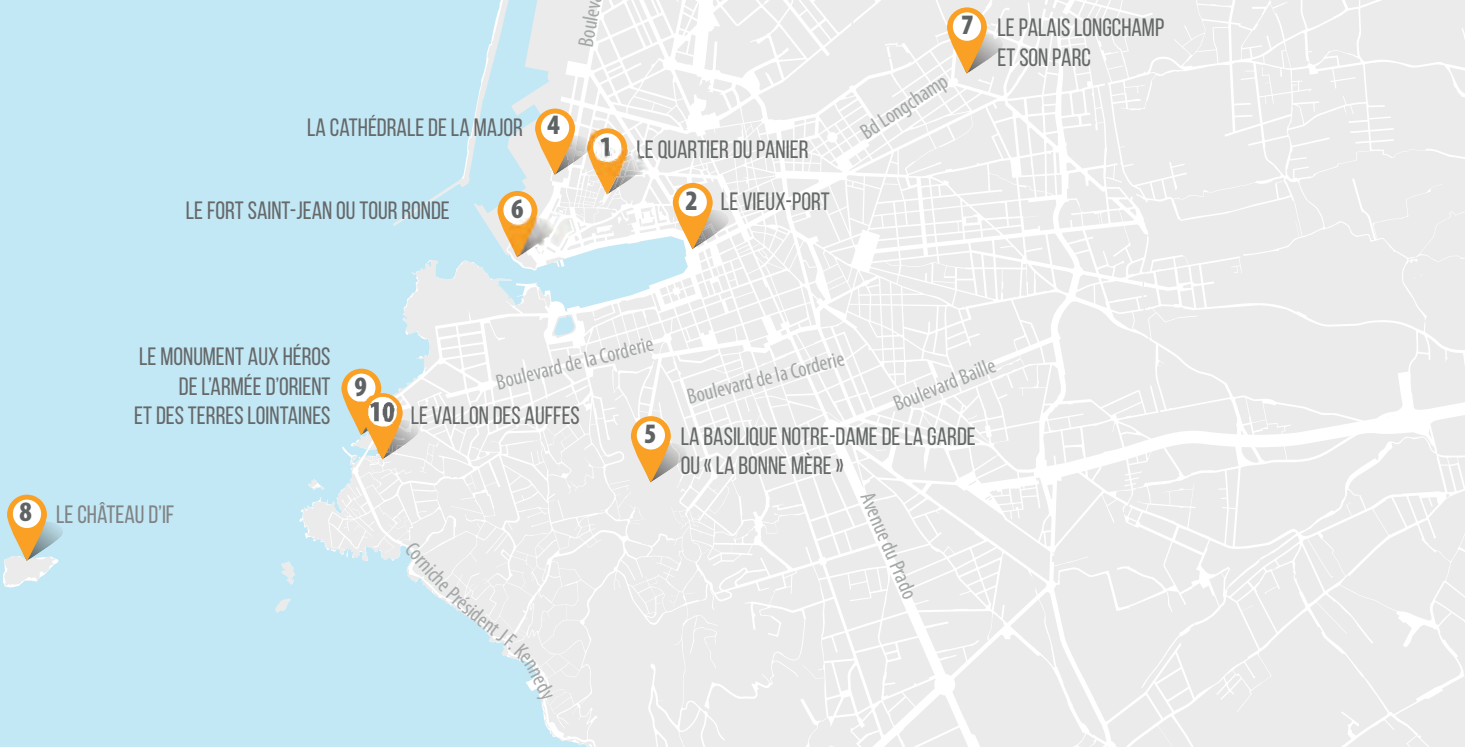 Boulev
7
LE PALAIS LONGCHAMP
ET SON PARC
Bd Longchamp
LA CATHÉDRALE DE LA MAJOR
4
1
LE QUARTIER DU PANIER
LE FORT SAINT-JEAN OU TOUR RONDE
6
2
LE VIEUX-PORT
LE MONUMENT AUX HÉROS
DE L'ARMÉE D'ORIENT
ET DES TERRES LOINTAINES
9
10
LE VALLON DES AUFFES
Boulevard de la Corderie
Boulevard de la Corderie
Boulevard Baille
5
LA BASILIQUE NOTRE-DAME DE LA GARDE
OU « LA BONNE MÈRE »
8
LE CHÂTEAU D'IF
Avenue du Prado
Corniche Président J.F. Kennedy